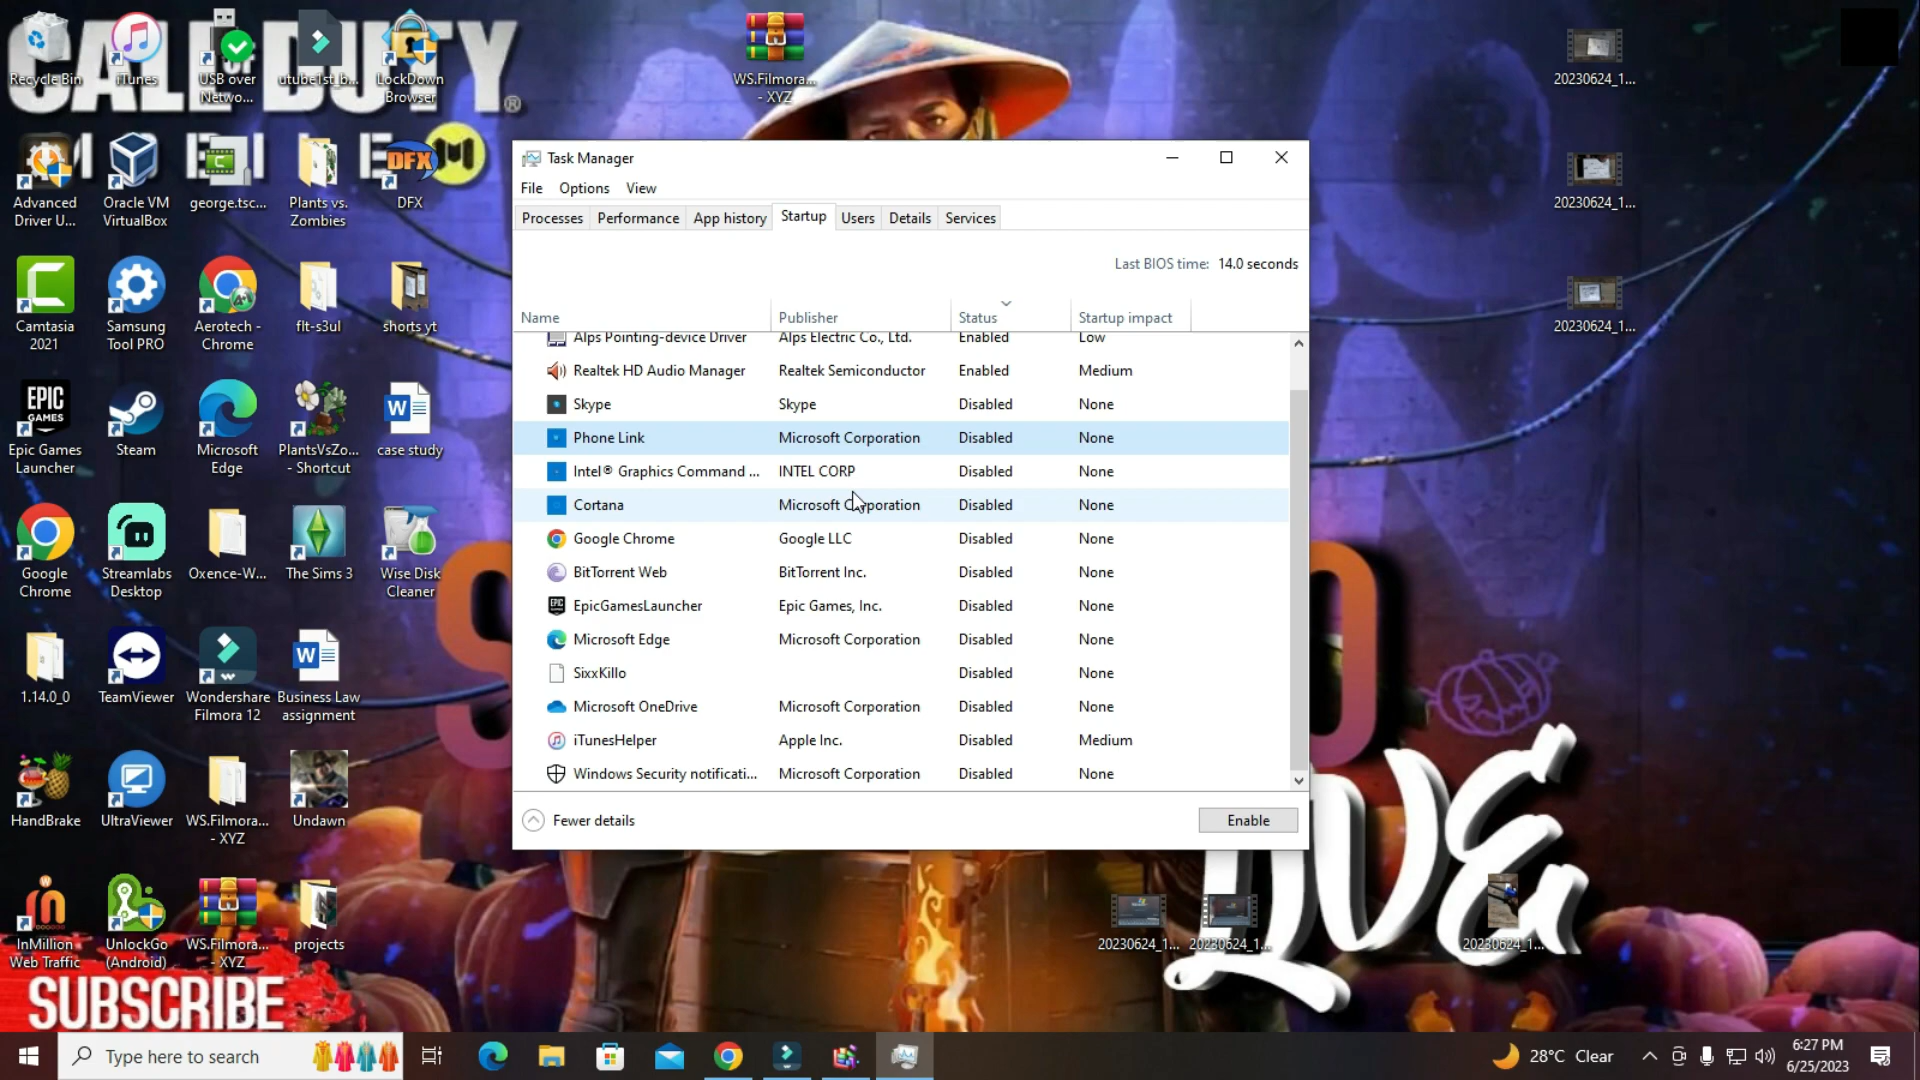 CALL OF DUTY®
MOBILE
Recycle Bin
iTunes
USB over
Netwo...
utube1st_b...
LockDown
Browser
WS.Filmora...
- XYZ
20230624_1...
Advanced
Driver U...
Oracle VM
VirtualBox
george.tsc...
Plants vs.
Zombies
DFX
20230624_1...
Camtasia
2021
Samsung
Tool PRO
Aerotech -
Chrome
flt-s3ul
shorts yt
20230624_1...
EPIC
GAMES
Epic Games
Launcher
Steam
Microsoft
Edge
PlantsVsZo...
- Shortcut
case study
Google
Chrome
Streamlabs
Desktop
Oxence-W...
The Sims 3
Wise Disk
Cleaner
1.14.0_0
TeamViewer
Wondershare
Filmora 12
Business Law
assignment
HandBrake
UltraViewer
WS.Filmora...
- XYZ
Undawn
InMillion
Web Traffic
UnlockGo
(Android)
WS.Filmora...
- XYZ
projects
20230624_1...
20230624_1...
20230624_1...
SUBSCRIBE
LIVE
Task Manager
File Options View
Processes Performance App history Startup Users Details Services
Last BIOS time: 14.0 seconds
Name Publisher Status Startup impact
Alps Pointing-device Driver Alps Electric Co., Ltd. Enabled Low
Realtek HD Audio Manager Realtek Semiconductor Enabled Medium
Skype Skype Disabled None
Phone Link Microsoft Corporation Disabled None
Intel® Graphics Command ... INTEL CORP Disabled None
Cortana Microsoft Corporation Disabled None
Google Chrome Google LLC Disabled None
BitTorrent Web BitTorrent Inc. Disabled None
EpicGamesLauncher Epic Games, Inc. Disabled None
Microsoft Edge Microsoft Corporation Disabled None
SixxKillo Disabled None
Microsoft OneDrive Microsoft Corporation Disabled None
iTunesHelper Apple Inc. Disabled Medium
Windows Security notificati... Microsoft Corporation Disabled None
Fewer details Enable
Type here to search
28°C Clear
6:27 PM
6/25/2023